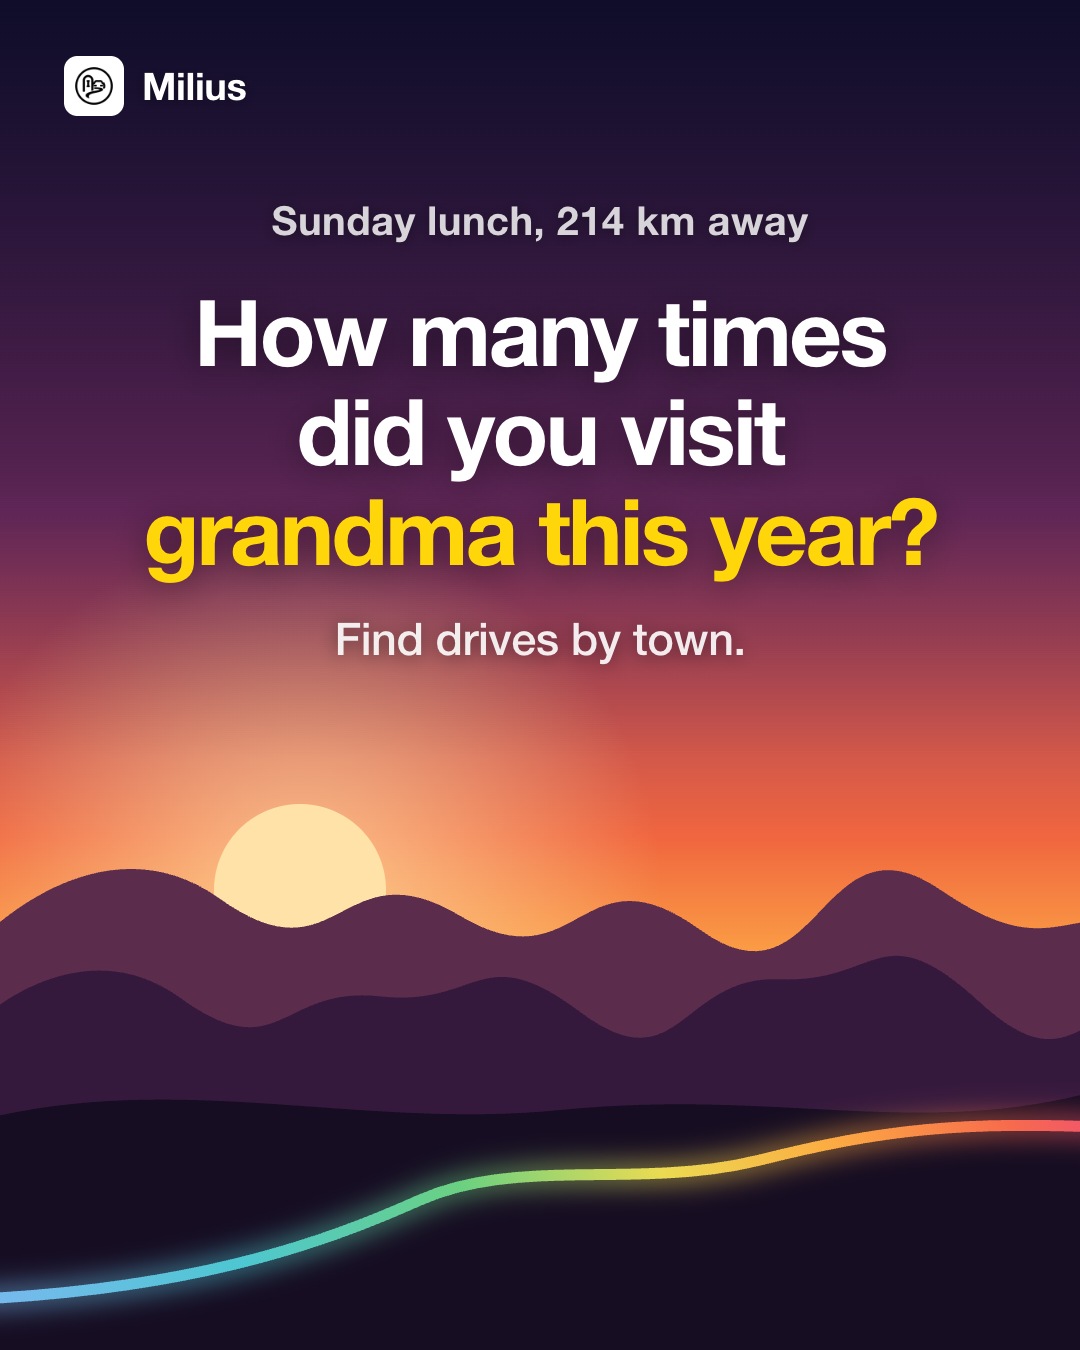 Milius
Sunday lunch, 214 km away
How many times
did you visit
grandma this year?
Find drives by town.